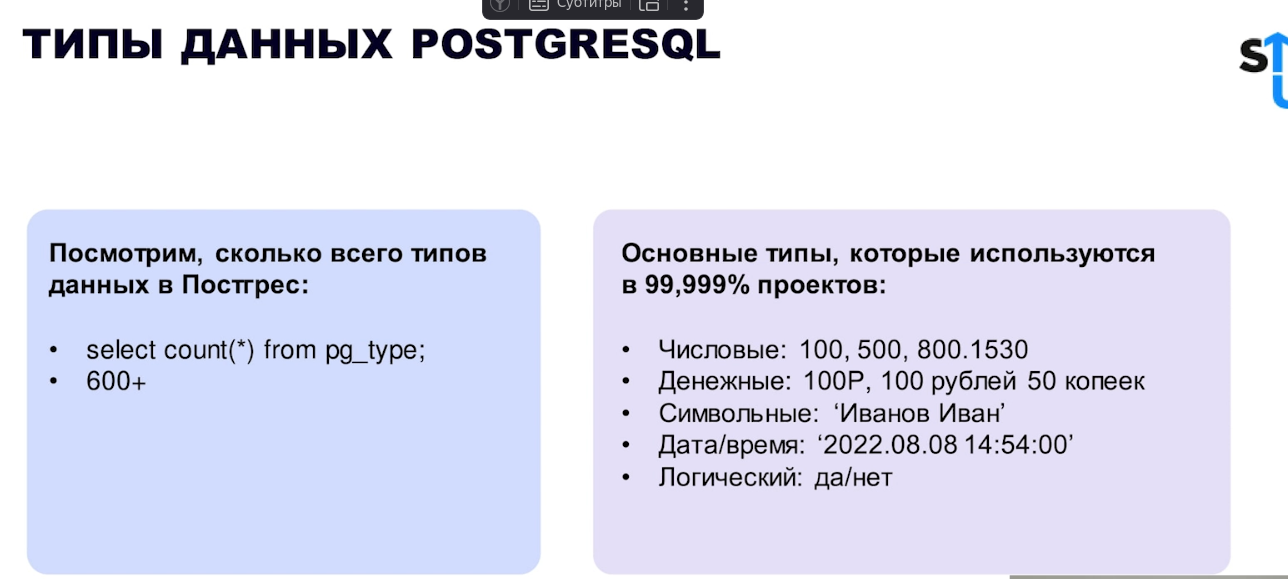 Субтитры
ТИПЫ ДАННЫХ POSTGRESQL
Посмотрим, сколько всего типов
данных в Постгрес:
• select count(*) from pg_type;
• 600+
Основные типы, которые используются
в 99,999% проектов:
• Числовые: 100, 500, 800.1530
• Денежные: 100Р, 100 рублей 50 копеек
• Символьные: ‘Иванов Иван’
• Дата/время: ‘2022.08.08 14:54:00’
• Логический: да/нет